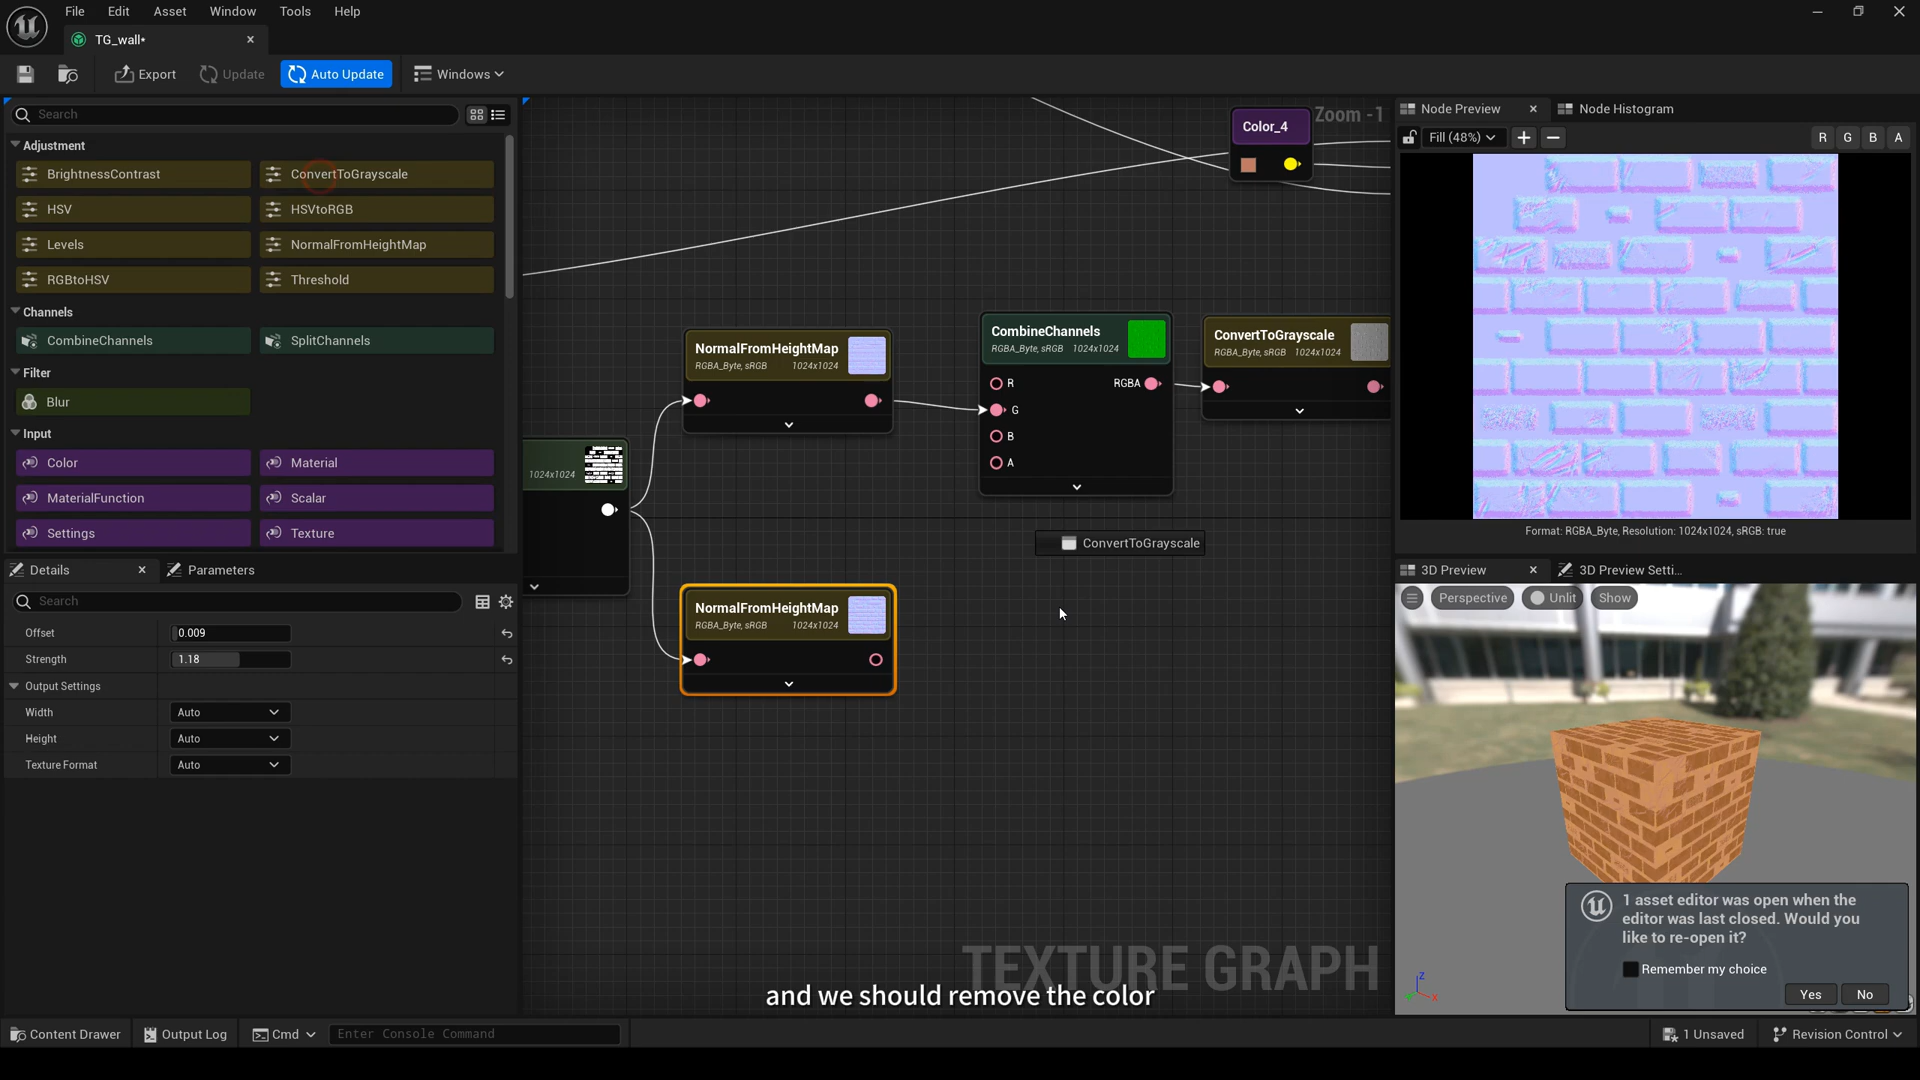 File Edit Asset Window Tools Help
TG_wall•
Export Update Auto Update Windows
Search
Adjustment
BrightnessContrast ConvertToGrayscale
HSV HSVtoRGB
Levels NormalFromHeightMap
RGBtoHSV Threshold
Channels
CombineChannels SplitChannels
Filter
Blur
Input
Color Material
MaterialFunction Scalar
Settings Texture
Details Parameters
Search
Offset 0.009
Strength 1.18
Output Settings
Width Auto
Height Auto
Texture Format Auto
Zoom -1
Color_4
NormalFromHeightMap
RGBA_Byte, sRGB 1024x1024
CombineChannels
RGBA_Byte, sRGB 1024x1024
R RGBA
G
B
A
ConvertToGrayscale
RGBA_Byte, sRGB 1024x1024
1024x1024
ConvertToGrayscale
NormalFromHeightMap
RGBA_Byte, sRGB 1024x1024
TEXTURE GRAPH
and we should remove the color
Node Preview Node Histogram
Fill (48%) R G B A
Format: RGBA_Byte, Resolution: 1024x1024, sRGB: true
3D Preview 3D Preview Setti...
Perspective Unlit Show
Z
X
1 asset editor was open when the
editor was last closed. Would you
like to re-open it?
Remember my choice
Yes No
Content Drawer Output Log Cmd Enter Console Command 1 Unsaved Revision Control